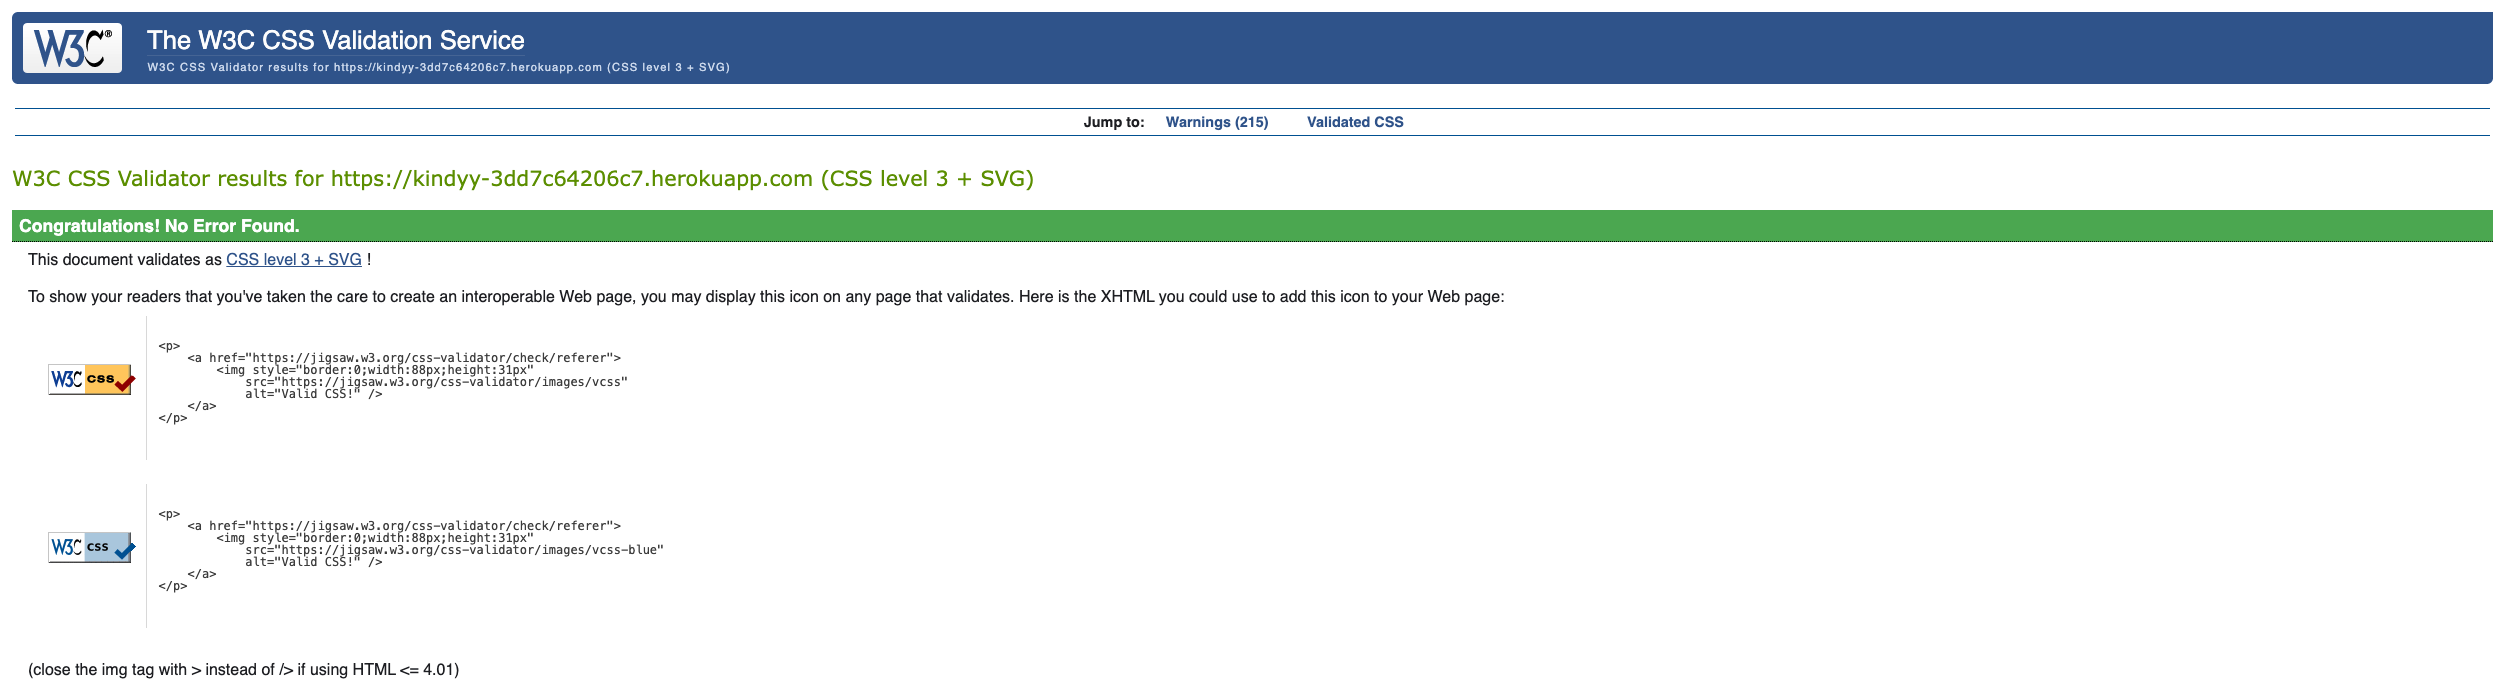 W3C®
The W3C CSS Validation Service
W3C CSS Validator results for https://kindyy-3dd7c64206c7.herokuapp.com (CSS level 3 + SVG)
Jump to: Warnings (215) Validated CSS
W3C CSS Validator results for https://kindyy-3dd7c64206c7.herokuapp.com (CSS level 3 + SVG)
Congratulations! No Error Found.
This document validates as CSS level 3 + SVG !
To show your readers that you've taken the care to create an interoperable Web page, you may display this icon on any page that validates. Here is the XHTML you could use to add this icon to your Web page:
W3C css
<p>
    <a href="https://jigsaw.w3.org/css-validator/check/referer">
        <img style="border:0;width:88px;height:31px"
            src="https://jigsaw.w3.org/css-validator/images/vcss"
            alt="Valid CSS!" />
    </a>
</p>
W3C css
<p>
    <a href="https://jigsaw.w3.org/css-validator/check/referer">
        <img style="border:0;width:88px;height:31px"
            src="https://jigsaw.w3.org/css-validator/images/vcss-blue"
            alt="Valid CSS!" />
    </a>
</p>
(close the img tag with > instead of /> if using HTML <= 4.01)